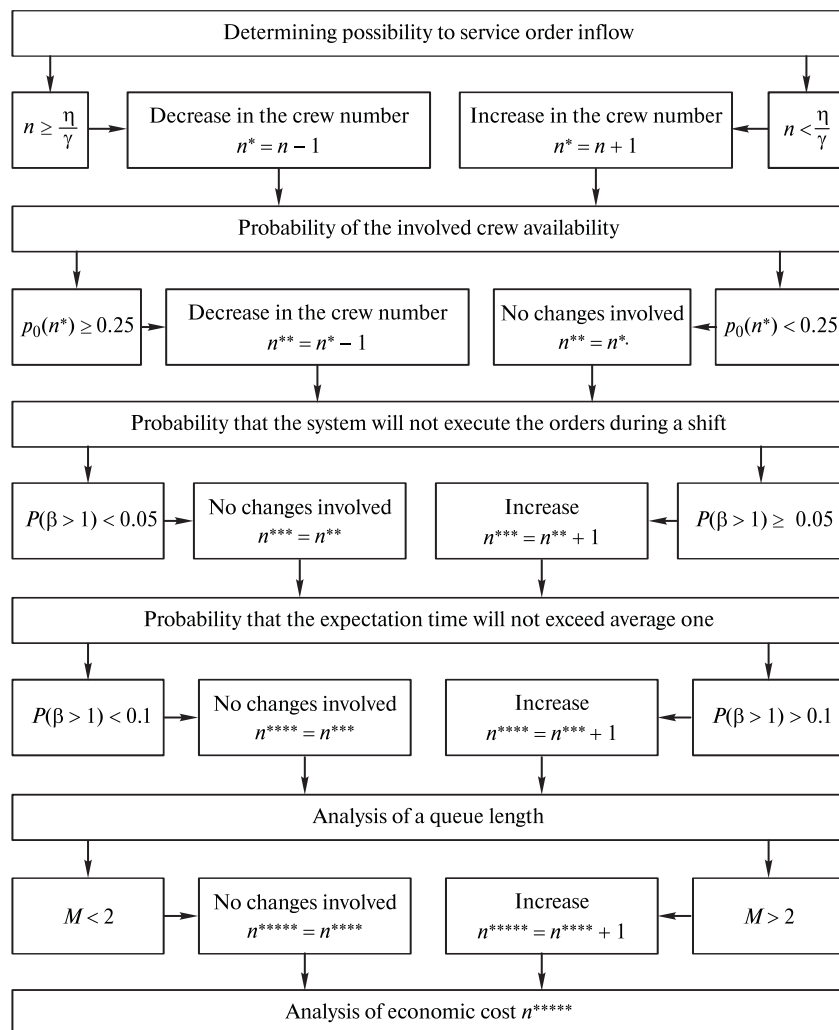 Determining possibility to service order inflow
n ≥ η/γ
Decrease in the crew number
n* = n − 1
Increase in the crew number
n* = n + 1
n < η/γ
Probability of the involved crew availability
p₀(n*) ≥ 0.25
Decrease in the crew number
n** = n* − 1
No changes involved
n** = n*.
p₀(n*) < 0.25
Probability that the system will not execute the orders during a shift
P(β > 1) < 0.05
No changes involved
n*** = n**
Increase
n*** = n** + 1
P(β > 1) ≥ 0.05
Probability that the expectation time will not exceed average one
P(β > 1) < 0.1
No changes involved
n**** = n***
Increase
n**** = n*** + 1
P(β > 1) > 0.1
Analysis of a queue length
M < 2
No changes involved
n***** = n****
Increase
n***** = n**** + 1
M > 2
Analysis of economic cost n*****